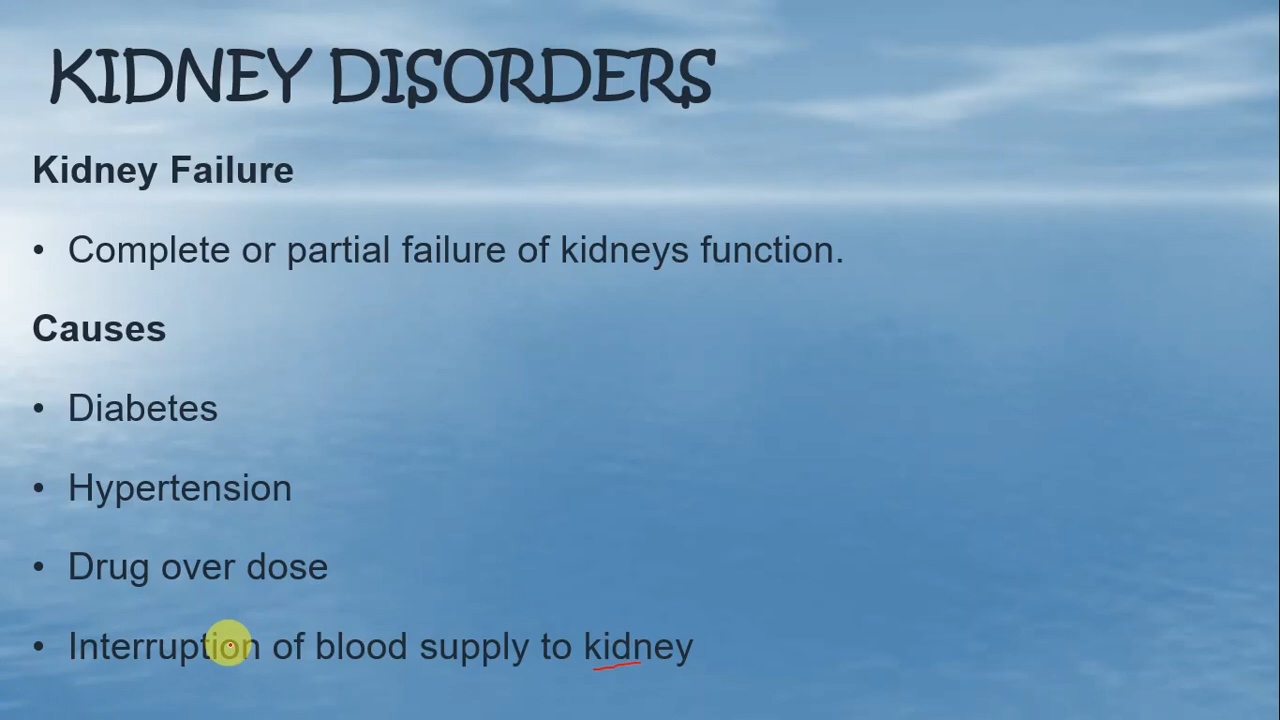 KIDNEY DISORDERS
Kidney Failure
• Complete or partial failure of kidneys function.
Causes
• Diabetes
• Hypertension
• Drug over dose
• Interruption of blood supply to kidney